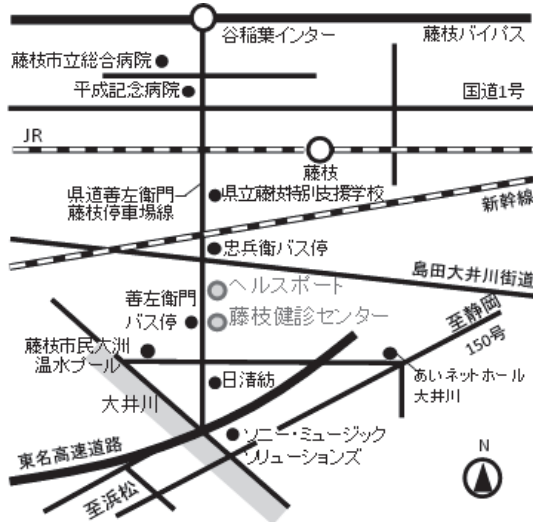 谷稲葉インター
藤枝バイパス
藤枝市立総合病院
平成記念病院
国道1号
JR
藤枝
県道善左衛門
藤枝停車場線
県立藤枝特別支援学校
新幹線
忠兵衛バス停
島田大井川街道
ヘルスポート
善左衛門
バス停
藤枝健診センター
至静岡
150号
藤枝市民大洲
温水プール
あいネットホール
大井川
日清紡
大井川
東名高速道路
ソニー・ミュージック
ソリューションズ
至浜松
N